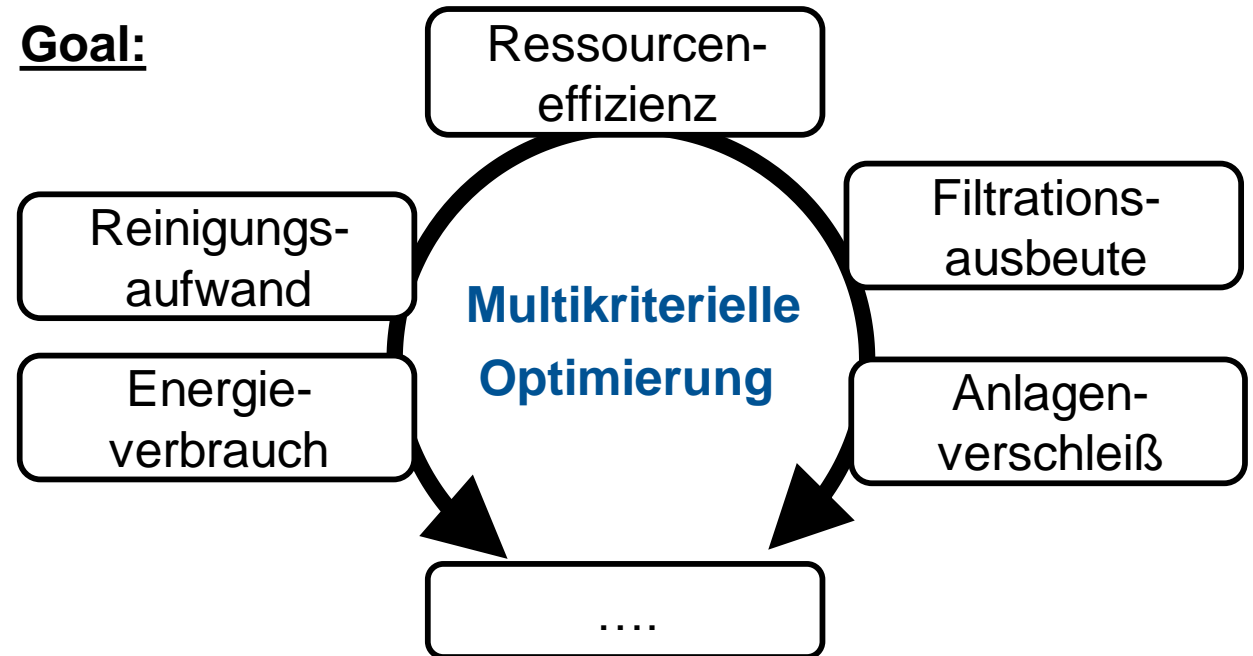 Goal:
Ressourcen-
effizienz
Reinigungs-
aufwand
Filtrations-
ausbeute
Multikriterielle
Optimierung
Energie-
verbrauch
Anlagen-
verschleiß
....